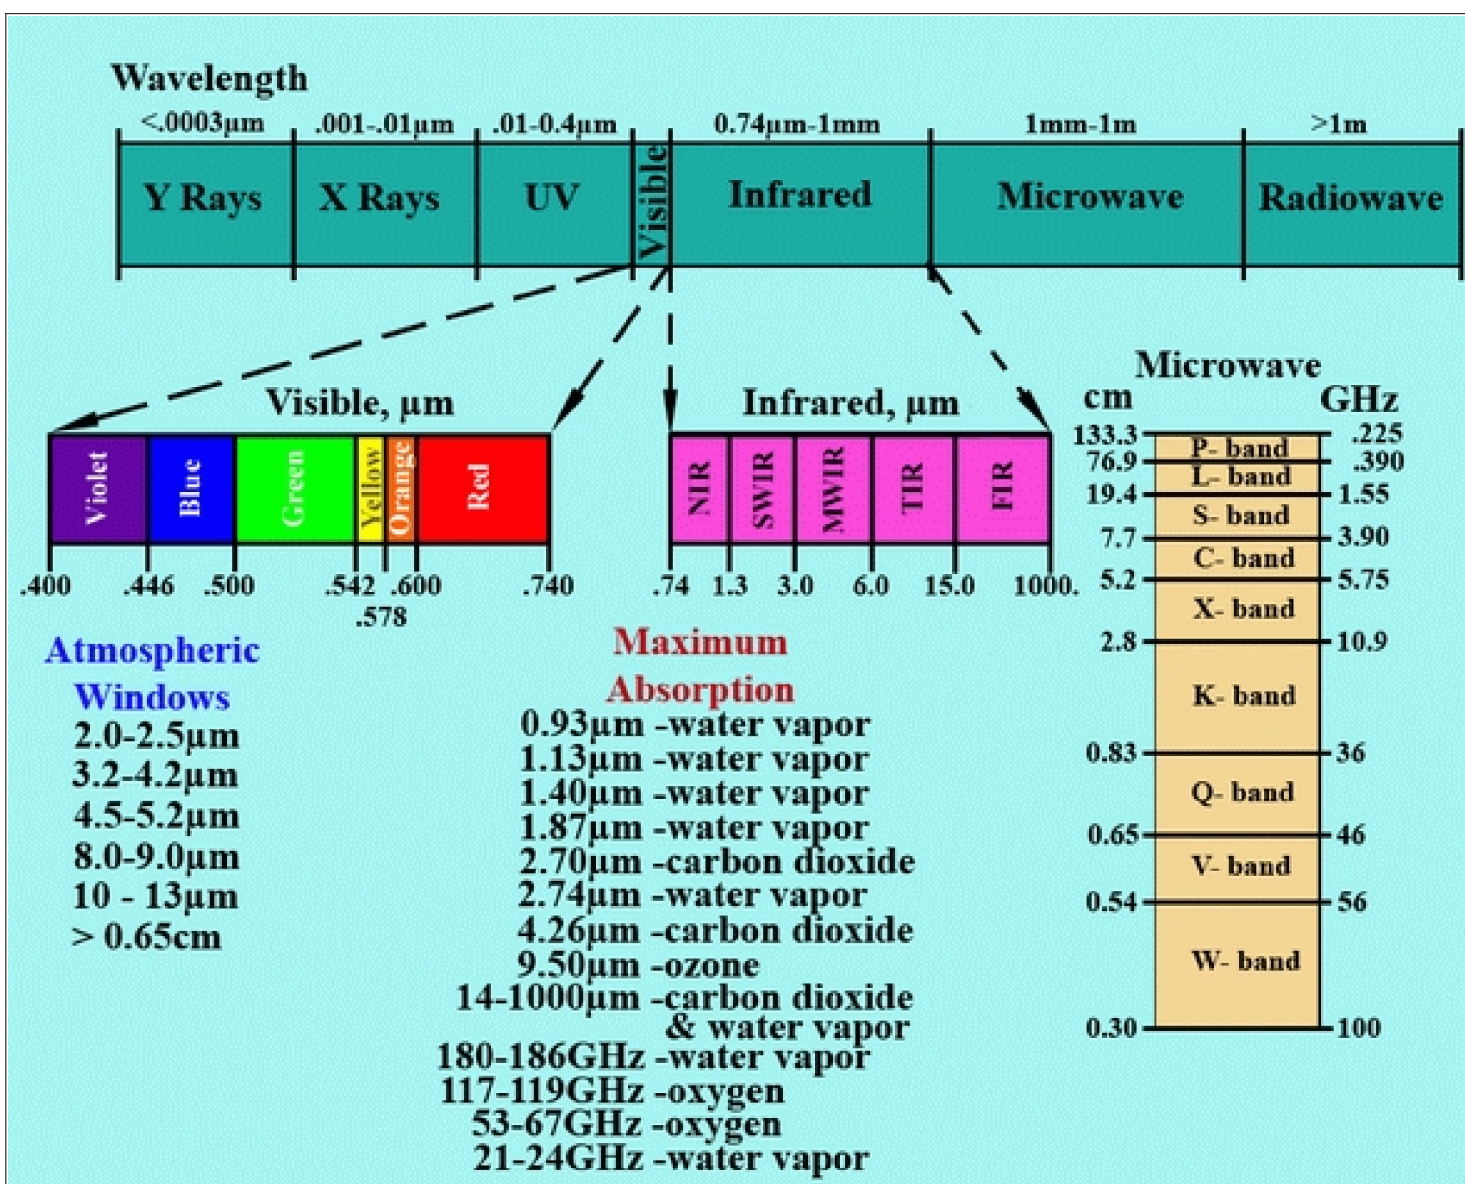 Wavelength
<.0003µm .001-.01µm .01-0.4µm 0.74µm-1mm 1mm-1m >1m
Y Rays X Rays UV Visible Infrared Microwave Radiowave
Visible, µm
Violet Blue Green Yellow Orange Red
.400 .446 .500 .542 .600 .740
.578
Infrared, µm
NIR SWIR MWIR TIR FIR
.74 1.3 3.0 6.0 15.0 1000.
Microwave
cm GHz
133.3 .225
P- band
76.9 .390
L- band
19.4 1.55
S- band
7.7 3.90
C- band
5.2 5.75
X- band
2.8 10.9
K- band
0.83 36
Q- band
0.65 46
V- band
0.54 56
W- band
0.30 100
Atmospheric
Windows
2.0-2.5µm
3.2-4.2µm
4.5-5.2µm
8.0-9.0µm
10 - 13µm
> 0.65cm
Maximum
Absorption
0.93µm -water vapor
1.13µm -water vapor
1.40µm -water vapor
1.87µm -water vapor
2.70µm -carbon dioxide
2.74µm -water vapor
4.26µm -carbon dioxide
9.50µm -ozone
14-1000µm -carbon dioxide
& water vapor
180-186GHz -water vapor
117-119GHz -oxygen
53-67GHz -oxygen
21-24GHz -water vapor